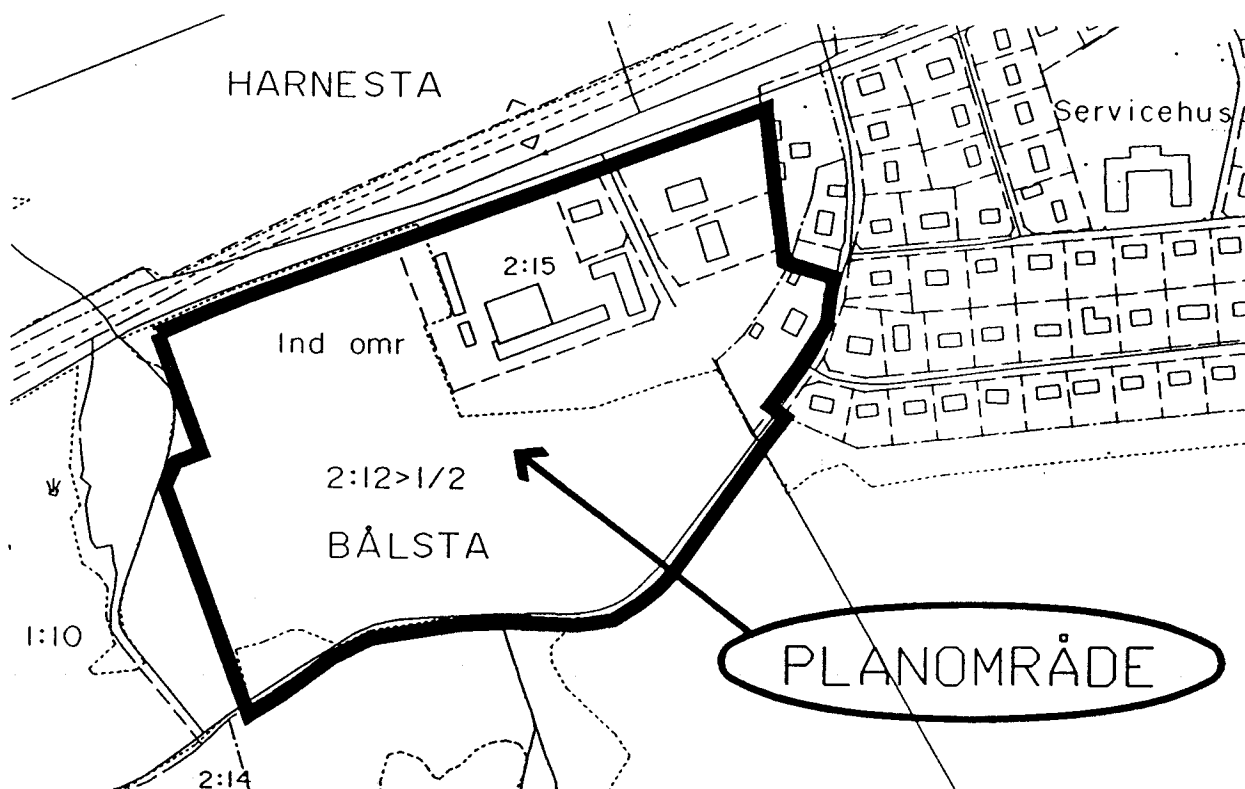 HARNESTA
Servicehus
2:15
Ind omr
2:12>1/2
BÅLSTA
1:10
PLANOMRÅDE
2:14